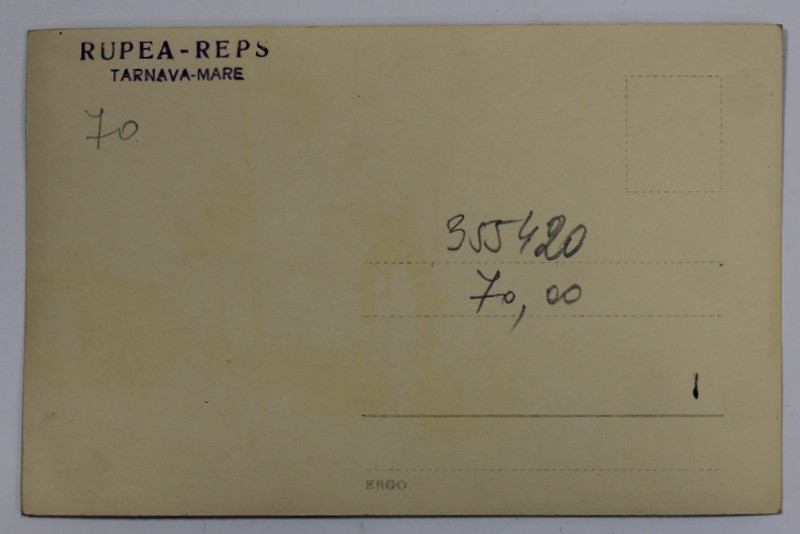 RUPEA-REPS
TARNAVA-MARE
70
355420
70,00
ERGO